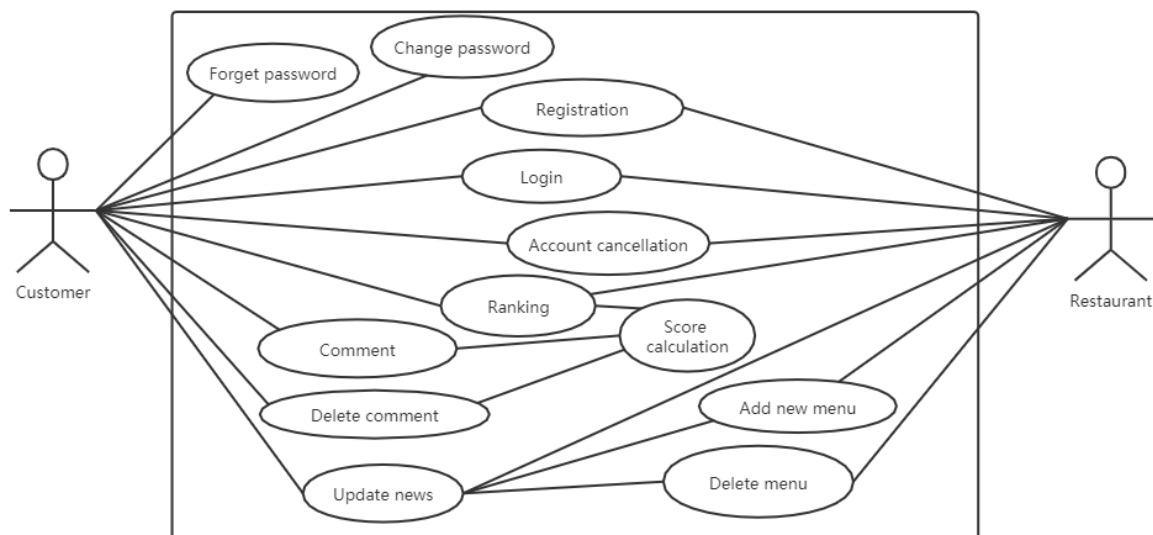 Change password
Forget password
Registration
Login
Account cancellation
Customer
Ranking
Restaurant
Score
calculation
Comment
Add new menu
Delete comment
Delete menu
Update news